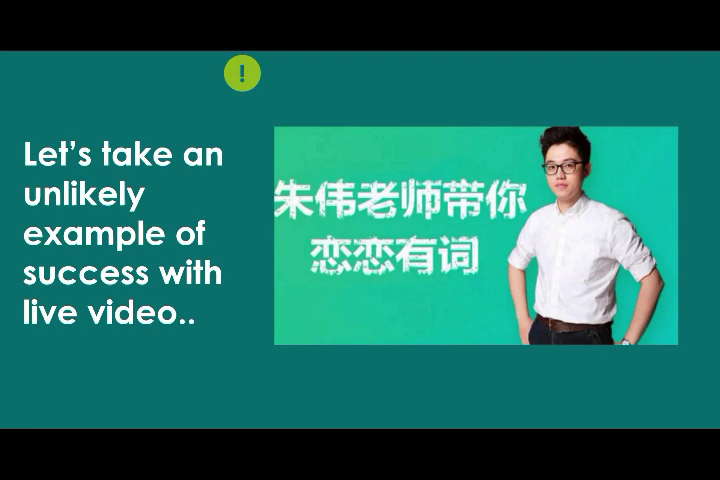 !
Let's take an
unlikely
example of
success with
live video..
朱伟老师带你
恋恋有词